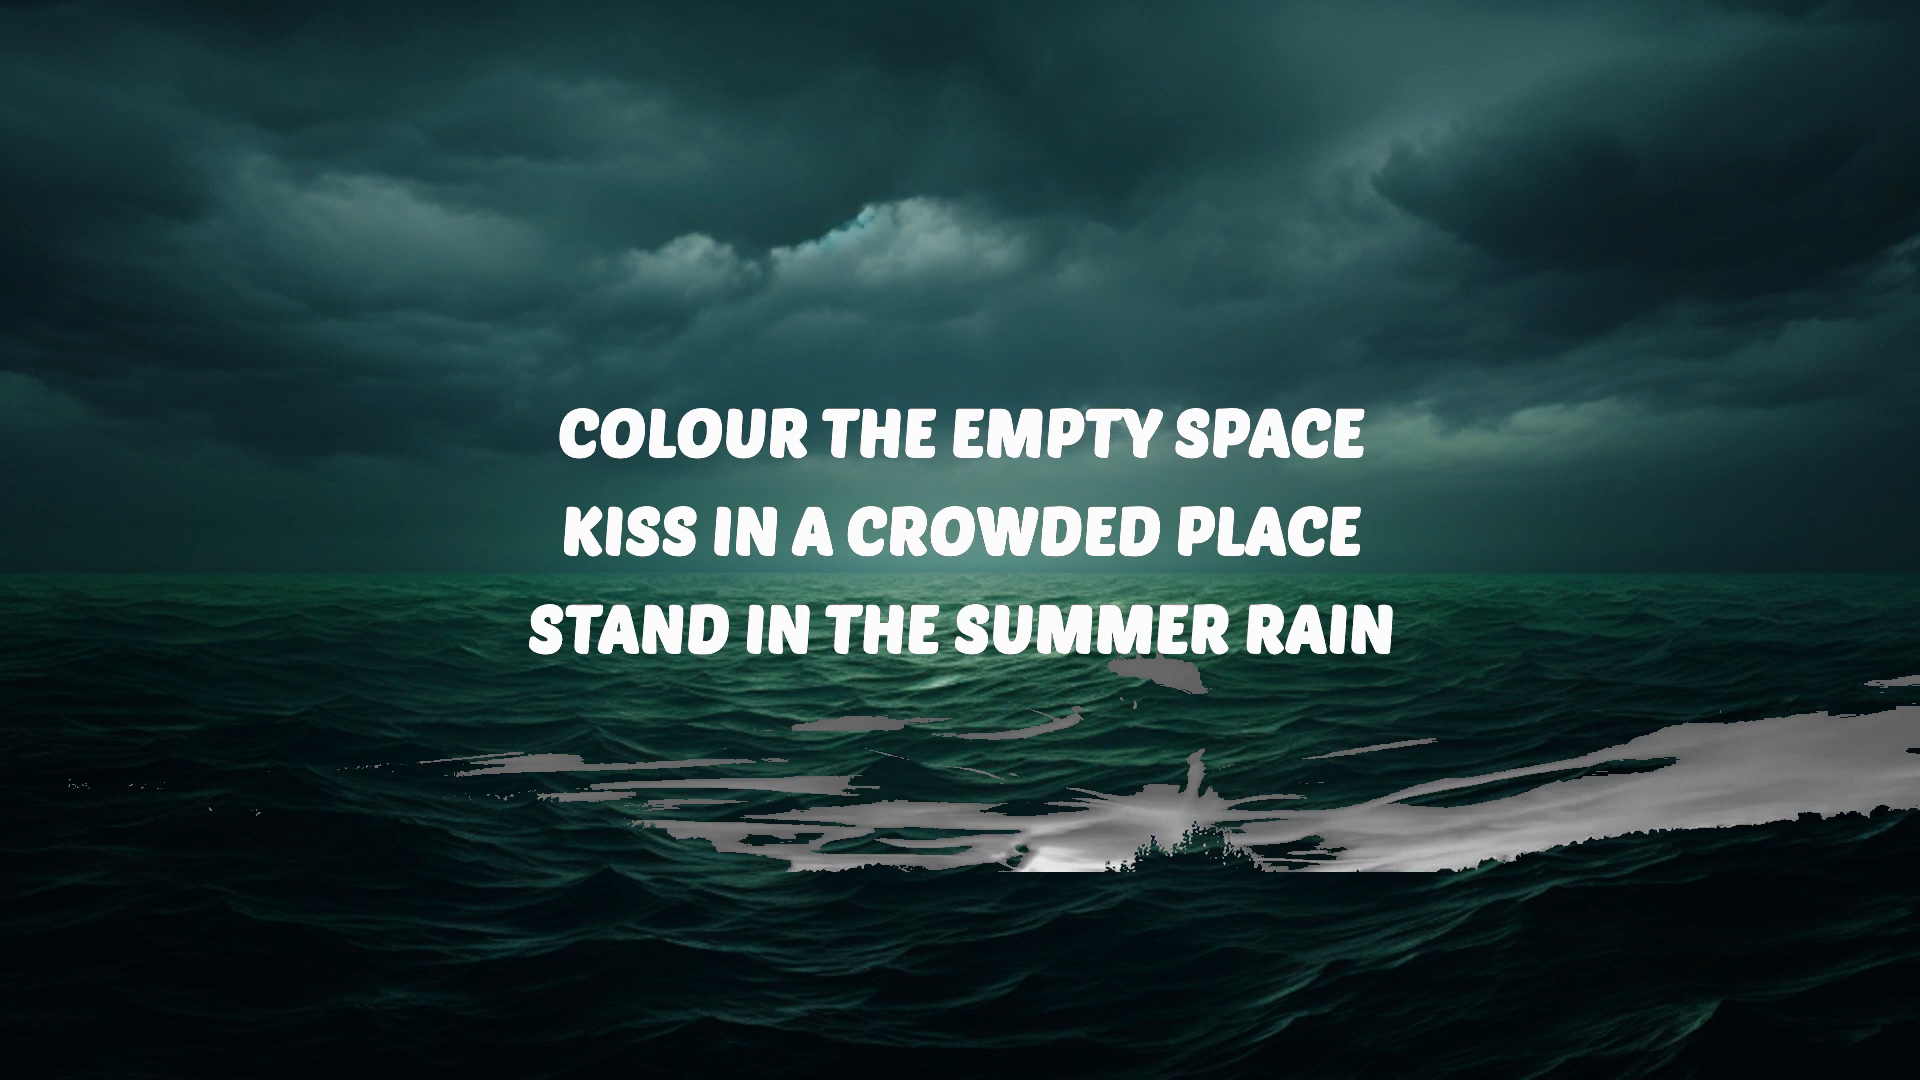 COLOUR THE EMPTY SPACE
KISS IN A CROWDED PLACE
STAND IN THE SUMMER RAIN